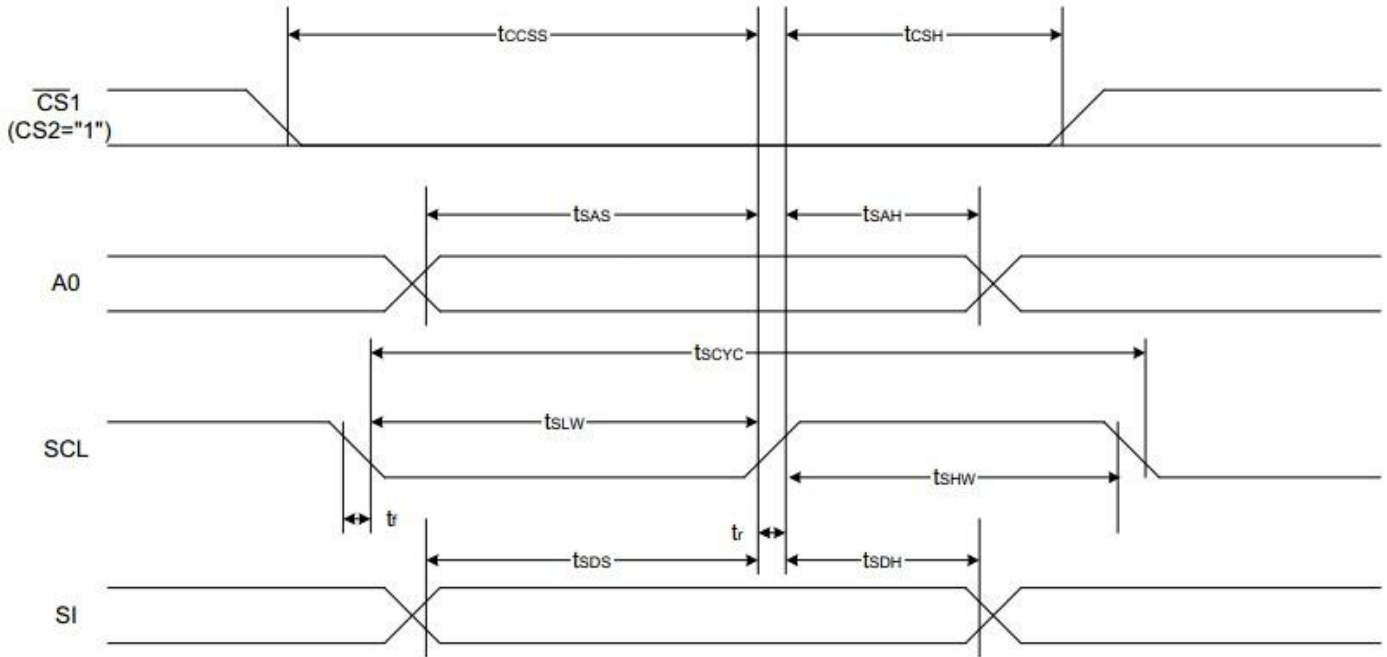 tCCSS
tCSH
CS1
(CS2="1")
tSAS
tSAH
A0
tSCYC
tSLW
SCL
tSHW
tf
tr
tSDS
tSDH
SI